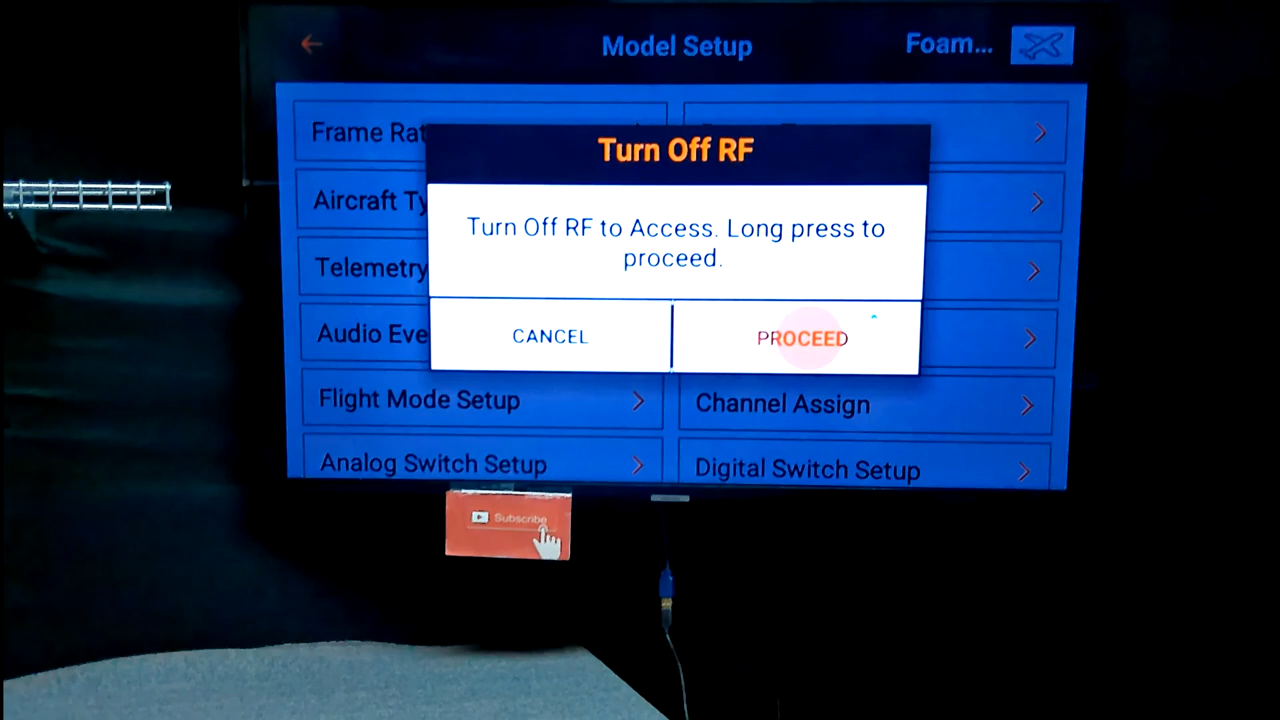 Model Setup
Foam...
Frame Rat
Aircraft Ty
Telemetry
Audio Eve
Turn Off RF
Turn Off RF to Access. Long press to
proceed.
CANCEL
PROCEED
Flight Mode Setup
Channel Assign
Analog Switch Setup
Digital Switch Setup
Subscribe